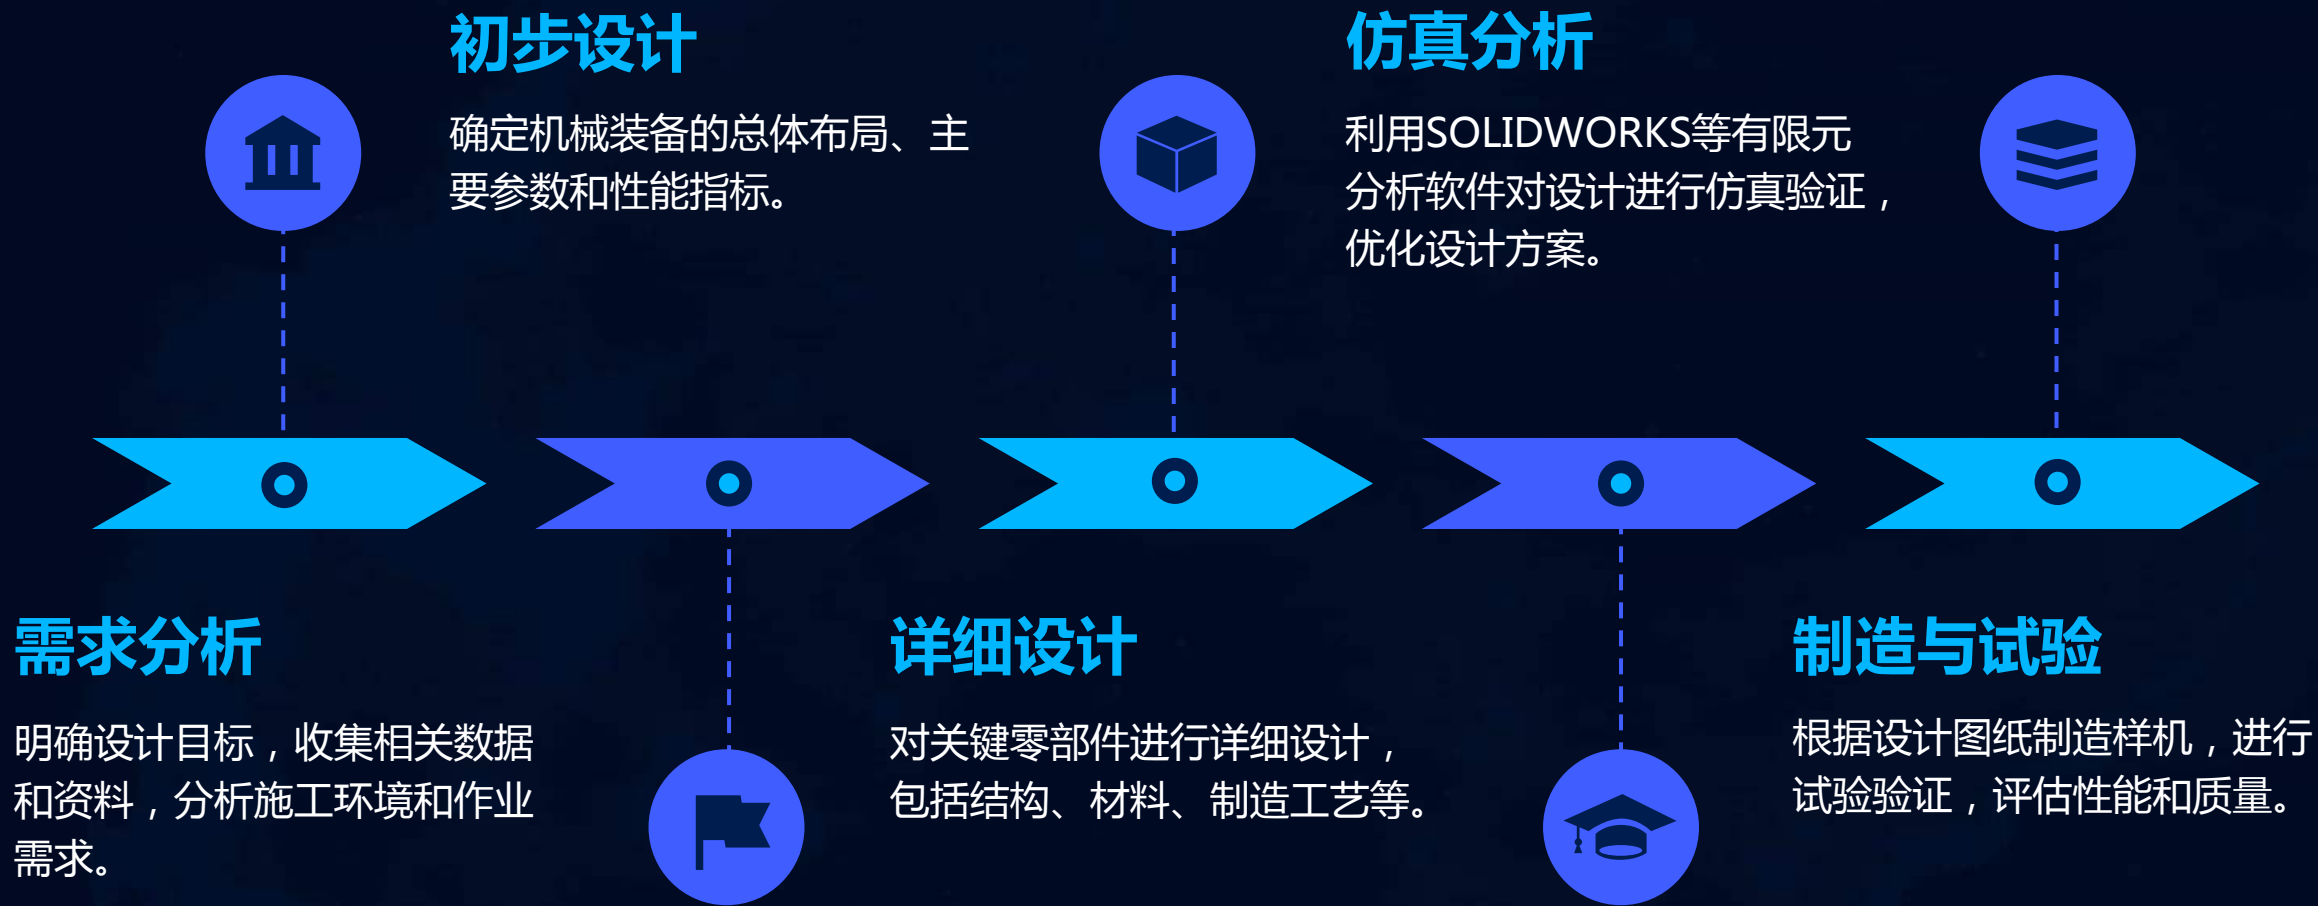 初步设计
确定机械装备的总体布局、主
要参数和性能指标。
仿真分析
利用SOLIDWORKS等有限元
分析软件对设计进行仿真验证，
优化设计方案。
需求分析
明确设计目标，收集相关数据
和资料，分析施工环境和作业
需求。
详细设计
对关键零部件进行详细设计，
包括结构、材料、制造工艺等。
制造与试验
根据设计图纸制造样机，进行
试验验证，评估性能和质量。